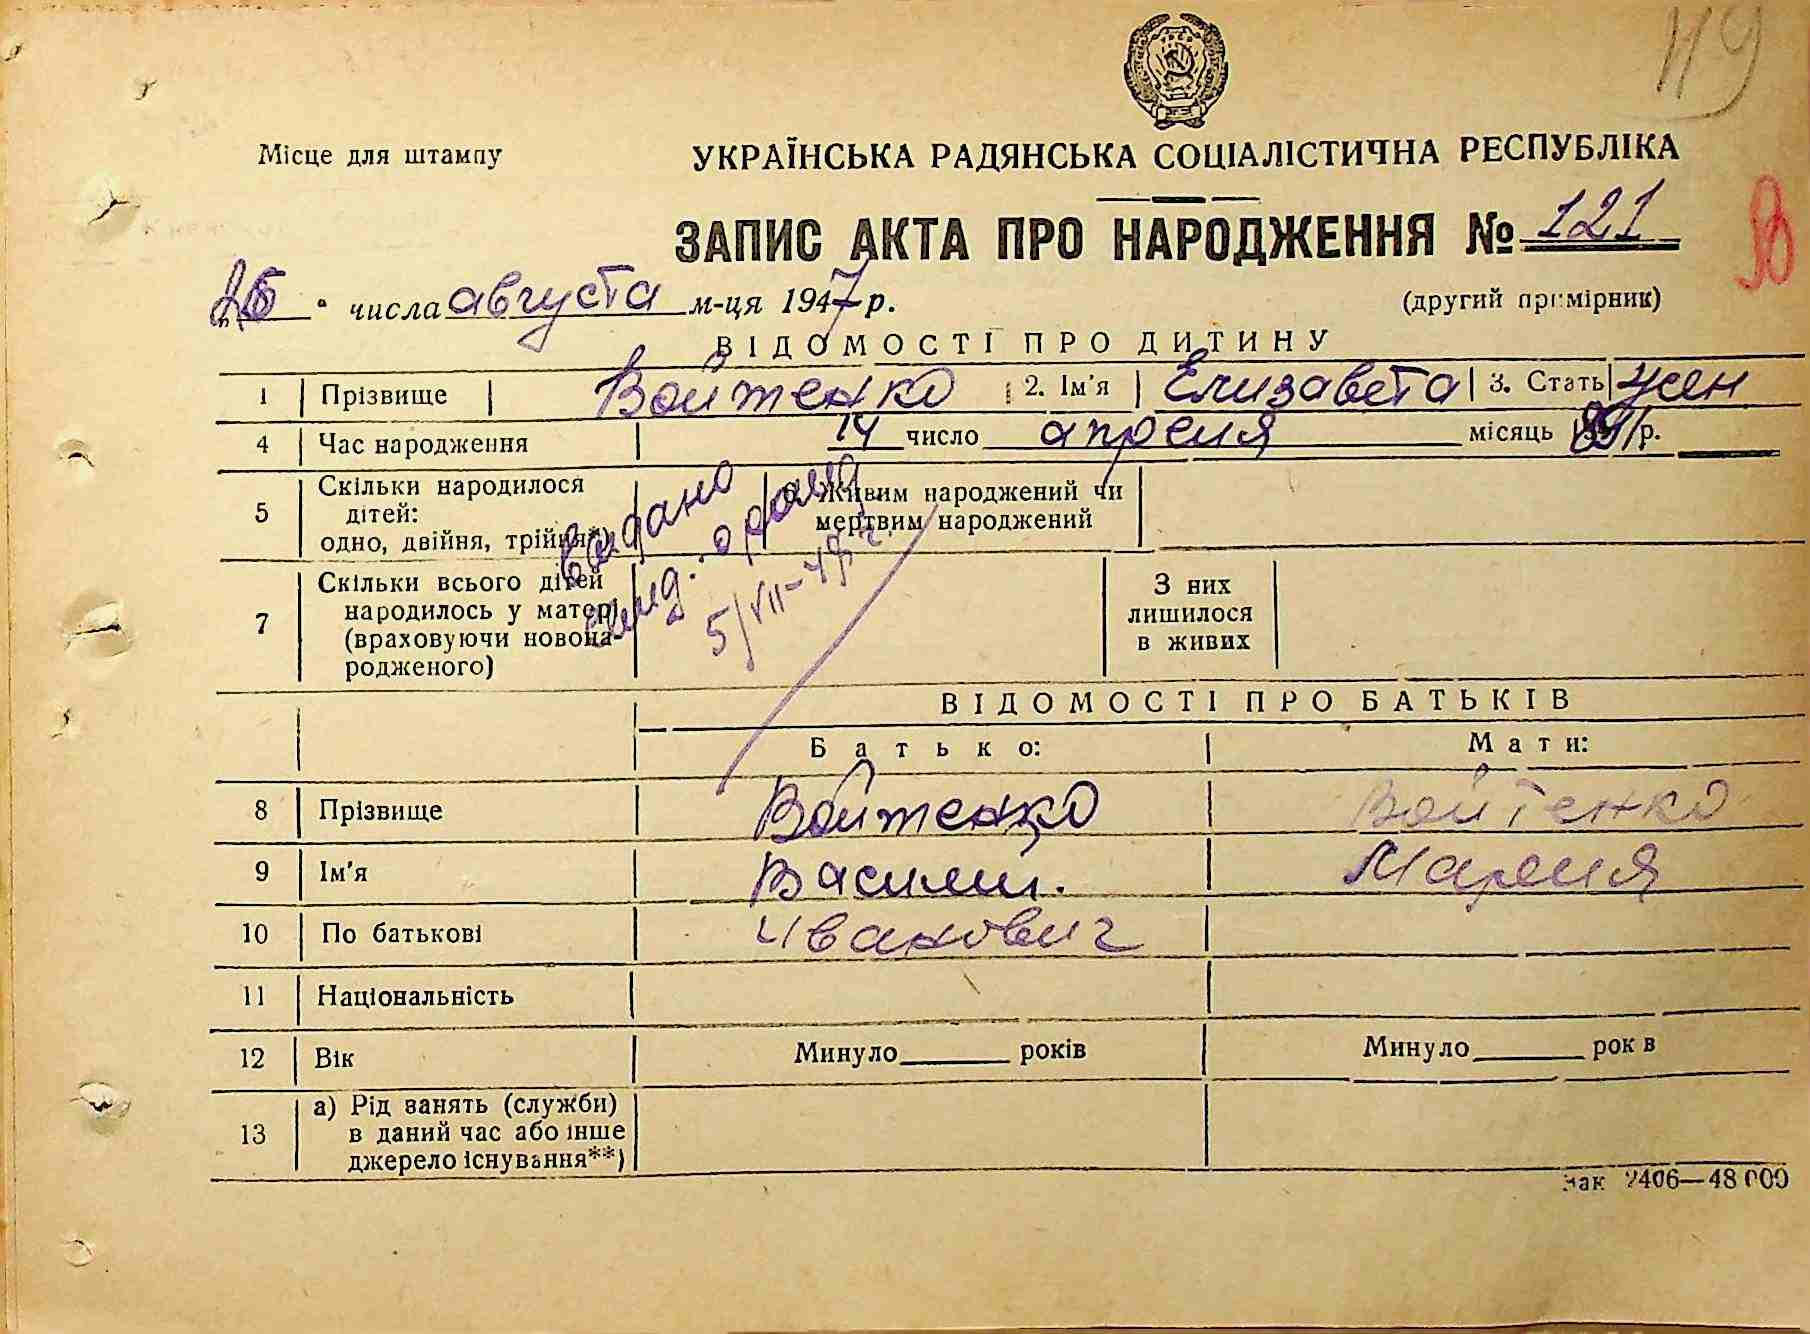 119
Місце для штампу
УКРАЇНСЬКА РАДЯНСЬКА СОЦІАЛІСТИЧНА РЕСПУБЛІКА
ЗАПИС АКТА ПРО НАРОДЖЕННЯ № 121
В
числа августа м-ця 1947 р.
(другий примірник)
ВІДОМОСТІ ПРО ДИТИНУ
1 Прізвище Войтенко 2. Ім'я Елизавета 3. Стать жен
4 Час народження 14 число апреля місяць р.
5 Скільки народилося дітей: одно, двійня, трійня*)
Живим народжений чи мертвим народжений
выдано
5/VII-
7 Скільки всього дітей народилось у матері (враховуючи новонародженого)
З них лишилося в живих
ВІДОМОСТІ ПРО БАТЬКІВ
Батько: Мати:
8 Прізвище Войтенко Войтенко
9 Ім'я Василий. Мария
10 По батькові Иванович
11 Національність
12 Вік Минуло років Минуло рок в
13 а) Рід занять (служби) в даний час або інше джерело існування**)
зак 2406—48 000